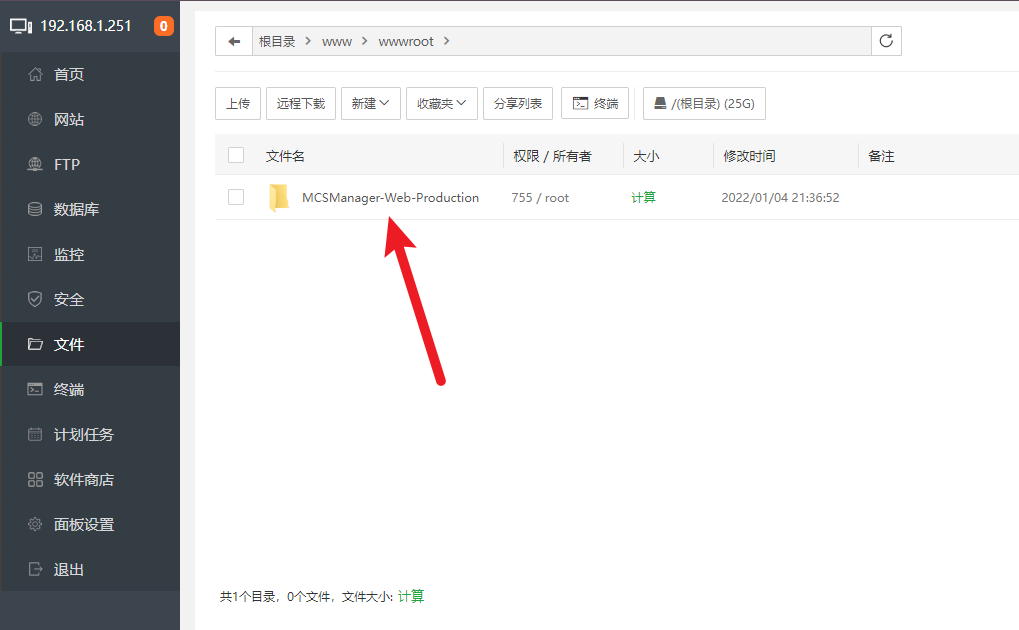 192.168.1.251 0
首页
网站
FTP
数据库
监控
安全
文件
终端
计划任务
软件商店
面板设置
退出
根目录 > www > wwwroot >
上传 远程下载 新建 收藏夹 分享列表 终端 /(根目录) (25G)
文件名 权限 / 所有者 大小 修改时间 备注
MCSManager-Web-Production 755 / root 计算 2022/01/04 21:36:52
共1个目录，0个文件，文件大小: 计算